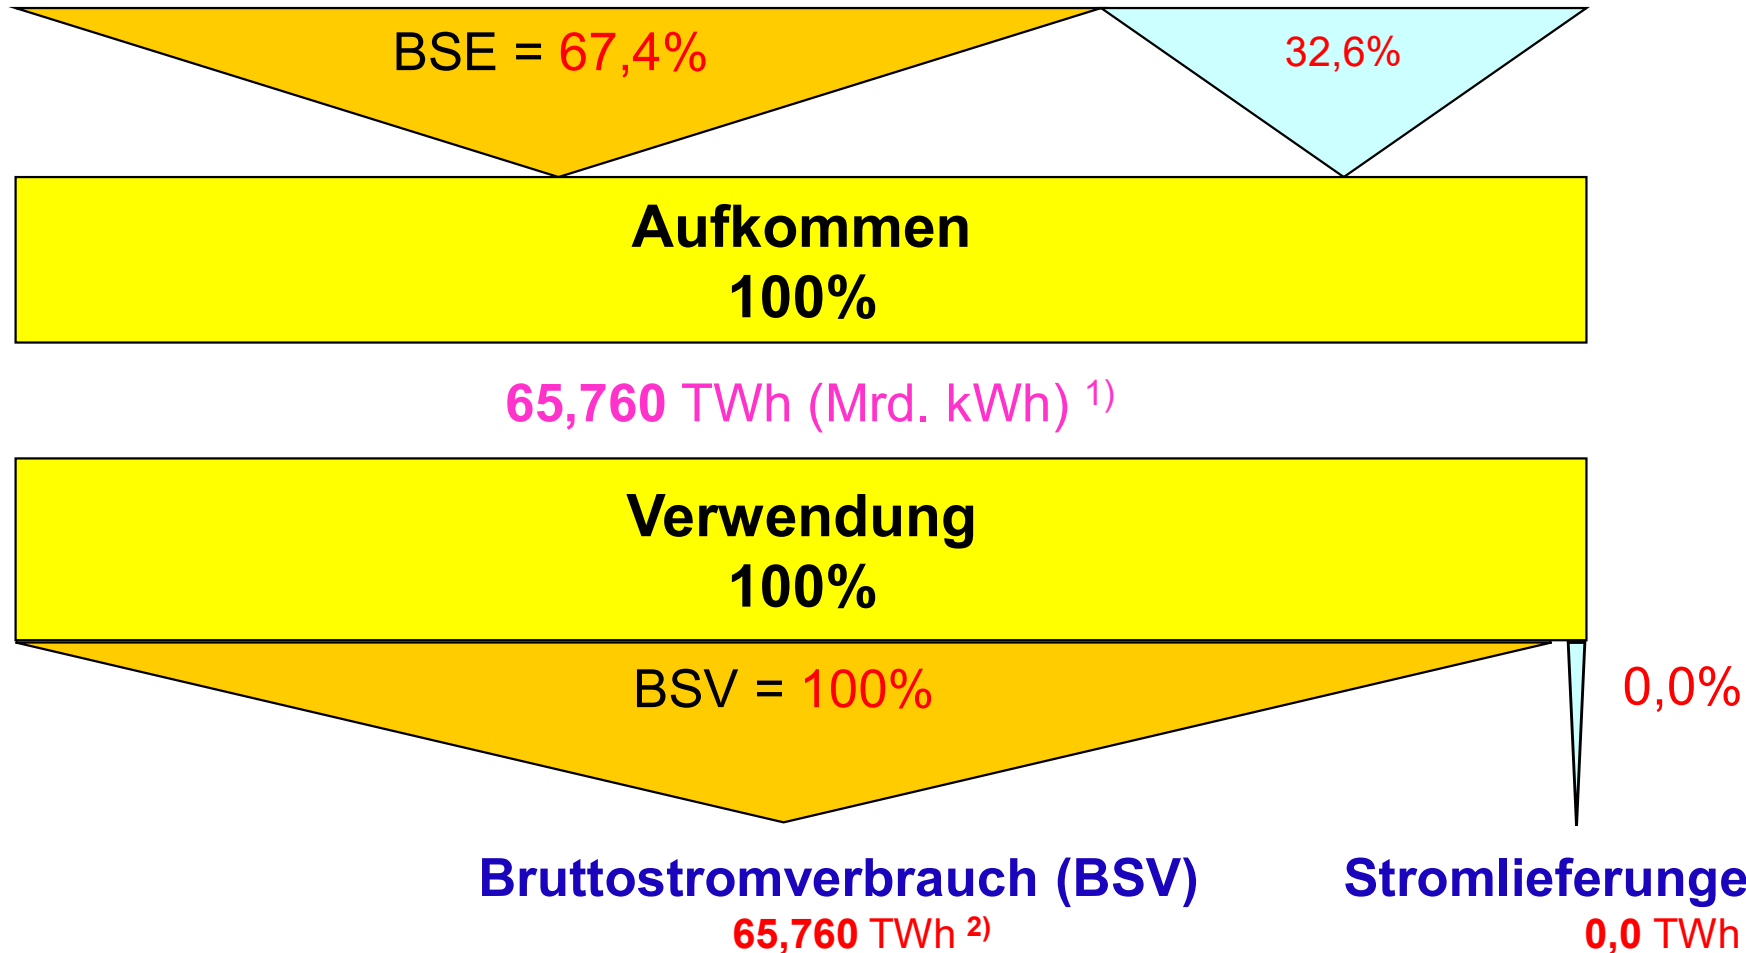 BSE = 67,4%
32,6%
Aufkommen
100%
65,760 TWh (Mrd. kWh) 1)
Verwendung
100%
BSV = 100%
0,0%
Bruttostromverbrauch (BSV)
65,760 TWh 2)
Stromlieferunge
0,0 TWh